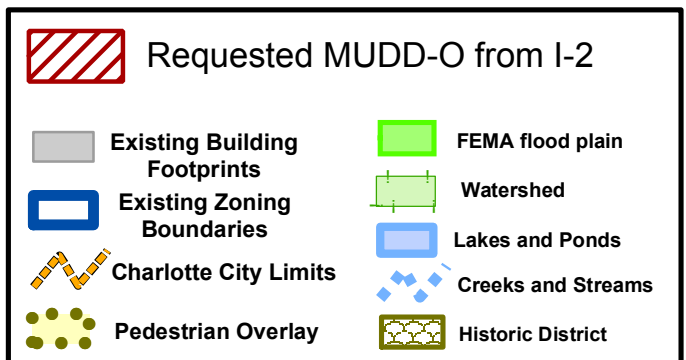 Requested MUDD-O from I-2
Existing Building
Footprints
Existing Zoning
Boundaries
Charlotte City Limits
Pedestrian Overlay
FEMA flood plain
Watershed
Lakes and Ponds
Creeks and Streams
Historic District